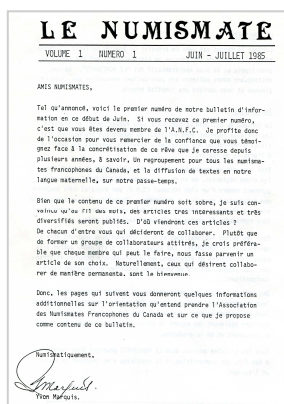 LE NUMISMATE
VOLUME 1 NUMERO 1 JUIN - JUILLET 1985
AMIS NUMISMATES,
Tel qu'annoncé, voici le premier numéro de notre bulletin d'infor-
mation en ce début de Juin. Si vous recevez ce premier numéro,
c'est que vous êtes devenu membre de l'A.N.F.C. Je profite donc
de l'occasion pour vous remercier de la confiance que vous témoi-
gnez face à la concrétisation de ce rêve que je caresse depuis
plusieurs années, à savoir, Un regroupement pour tous les numisma-
tes francophones du Canada, et la diffusion de textes en notre
langue maternelle, sur notre passe-temps.
Bien que le contenu de ce premier numéro soit sobre, je suis con-
vaincu qu'au fil des mois, des articles très intéressants et très
diversifiés seront publiés. D'où viendront ces articles ?
De chacun d'entre vous qui décideront de collaborer. Plutôt que
de former un groupe de collaborateurs attitrés, je crois préféra-
ble que chaque membre qui peut le faire, nous fasse parvenir un
article de son choix. Naturellement, ceux qui désirent collabo-
rer de manière permanente, sont le bienvenue.
Donc, les pages qui suivent vous donneront quelques informations
additionnelles sur l'orientation qu'entend prendre l'Association
des Numismates Francophones du Canada et sur ce que je propose
comme contenu de ce bulletin.
Numismatiquement,
Y Marquis.
Yvon Marquis.